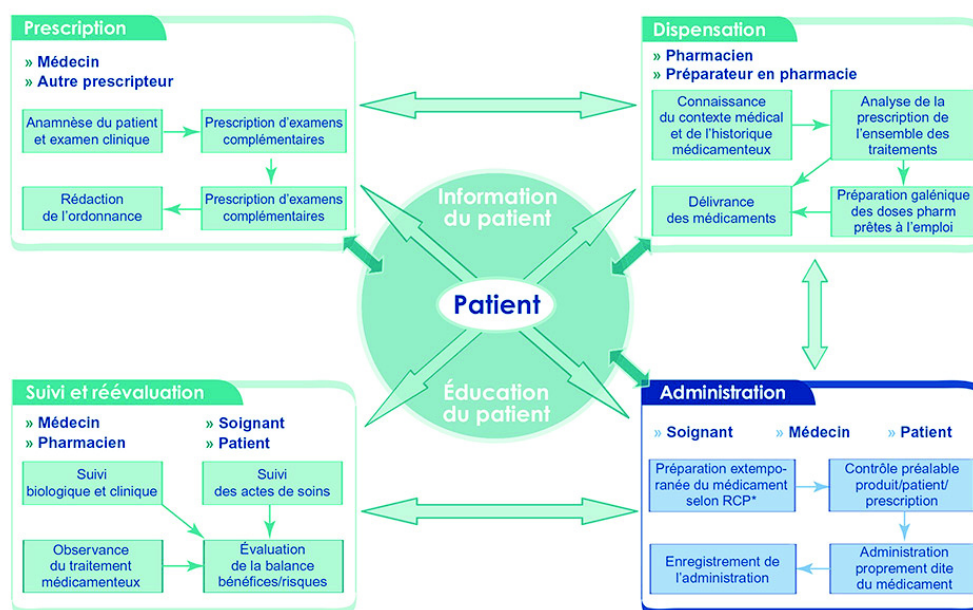 Prescription
» Médecin
» Autre prescripteur
Anamnèse du patient
et examen clinique
Prescription d'examens
complémentaires
Rédaction
de l'ordonnance
Prescription d'examens
complémentaires
Dispensation
» Pharmacien
» Préparateur en pharmacie
Connaissance
du contexte médical
et de l'historique
médicamenteux
Analyse de la
prescription de
l'ensemble des
traitements
Délivrance
des médicaments
Préparation galénique
des doses pharm
prêtes à l'emploi
Information
du patient
Patient
Éducation
du patient
Suivi et réévaluation
» Médecin
» Pharmacien
» Soignant
» Patient
Suivi
biologique et clinique
Suivi
des actes de soins
Observance
du traitement
médicamenteux
Évaluation
de la balance
bénéfices/risques
Administration
» Soignant
» Médecin
» Patient
Préparation extempo-
ranée du médicament
selon RCP*
Contrôle préalable
produit/patient/
prescription
Enregistrement de
l'administration
Administration
proprement dite
du médicament